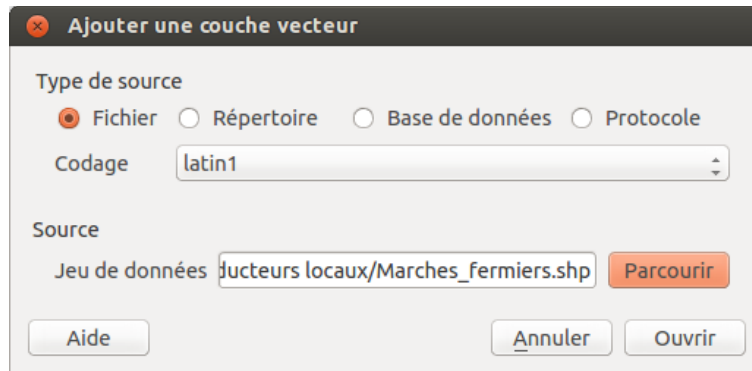 Ajouter une couche vecteur
Type de source
Fichier Répertoire Base de données Protocole
Codage latin1
Source
Jeu de données ducteurs locaux/Marches_fermiers.shp Parcourir
Aide Annuler Ouvrir